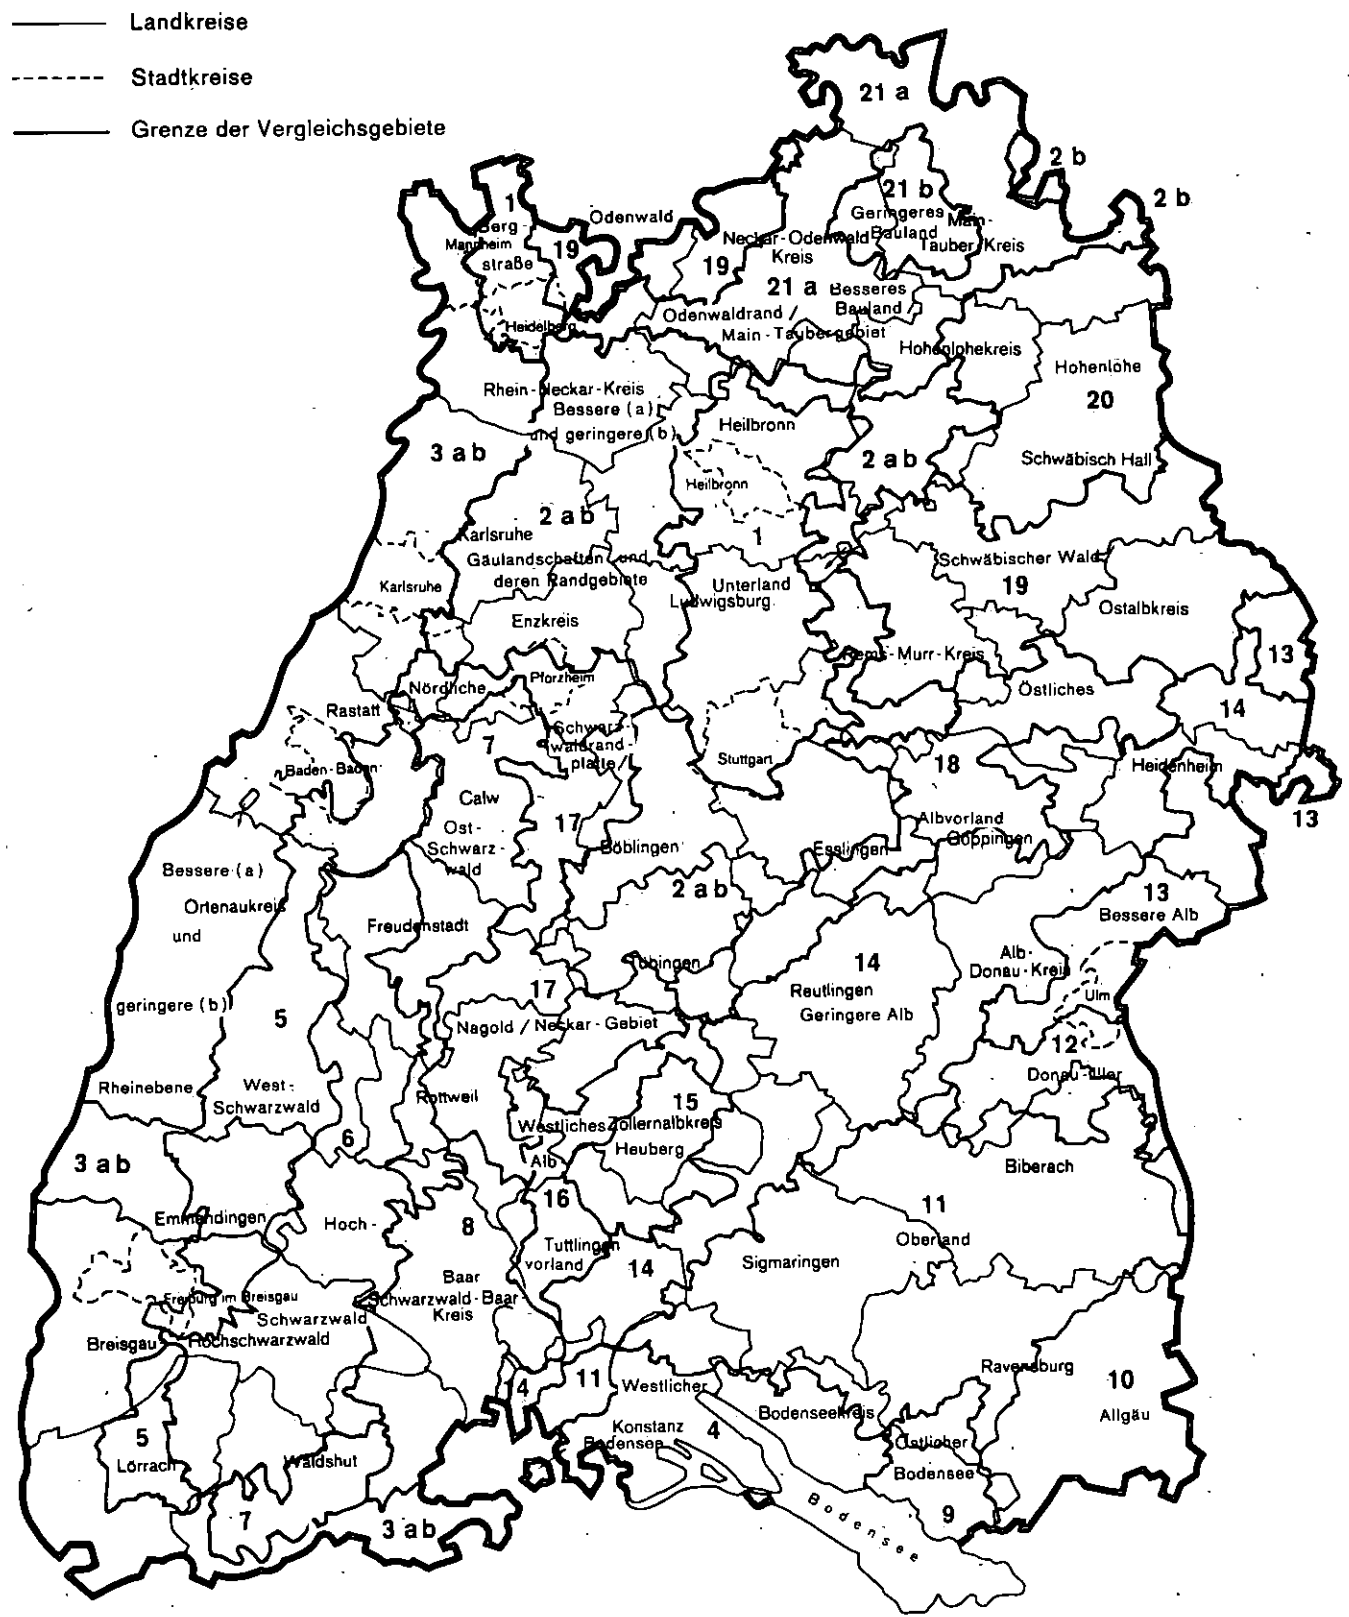 Landkreise
Stadtkreise
Grenze der Vergleichsgebiete
21 a
2 b
2 b
1
Berg-
Mannheim
straße
19
Odenwald
19
Neckar-Odenwald
Kreis
21 b
Geringeres
Bauland
Main-
Tauber Kreis
21 a
Besseres
Bauland /
Odenwaldrand /
Main-Taubergebiet
Heidelberg
Hohenlohekreis
Hohenlohe
20
Rhein-Neckar-Kreis
Bessere (a)
und geringere (b)
Heilbronn
3 ab
2 ab
Schwäbisch Hall
Heilbronn
2 ab
Karlsruhe
1
Gäulandschaften und
deren Randgebiete
Karlsruhe
Unterland
Ludwigsburg
Schwäbischer Wald
19
Ostalbkreis
Enzkreis
Rems-Murr-Kreis
13
Nördliche
Pforzheim
Östliches
14
Rastatt
7
Schwarz-
waldrand-
platte/
Stuttgart
18
Heidenheim
Baden-Baden
Calw
17
Albvorland
Göppingen
13
Ost-
Schwarz-
wald
Böblingen
Esslingen
Bessere (a)
2 ab
13
Bessere Alb
Ortenaukreis
und
Freudenstadt
Alb-
Donau-Kreis
Tübingen
14
Reutlingen
Geringere Alb
Ulm
17
geringere (b)
5
Nagold / Neckar-Gebiet
12
Donau-Iller
Rheinebene
West-
Schwarzwald
Rottweil
15
Westliches
Zollernalbkreis
Heuberg
6
3 ab
Alb
Biberach
16
11
Oberland
Emmendingen
Hoch-
8
Tuttlingen
vorland
14
Sigmaringen
Baar
Schwarzwald-Baar-
Kreis
Freiburg im Breisgau
Schwarzwald
Breisgau-
Hochschwarzwald
Ravensburg
14
11
Westlicher
10
Allgäu
Bodenseekreis
Konstanz
Bodensee
4
5
Lörrach
Waldshut
Östlicher
Bodensee
9
7
3 ab
Bodensee